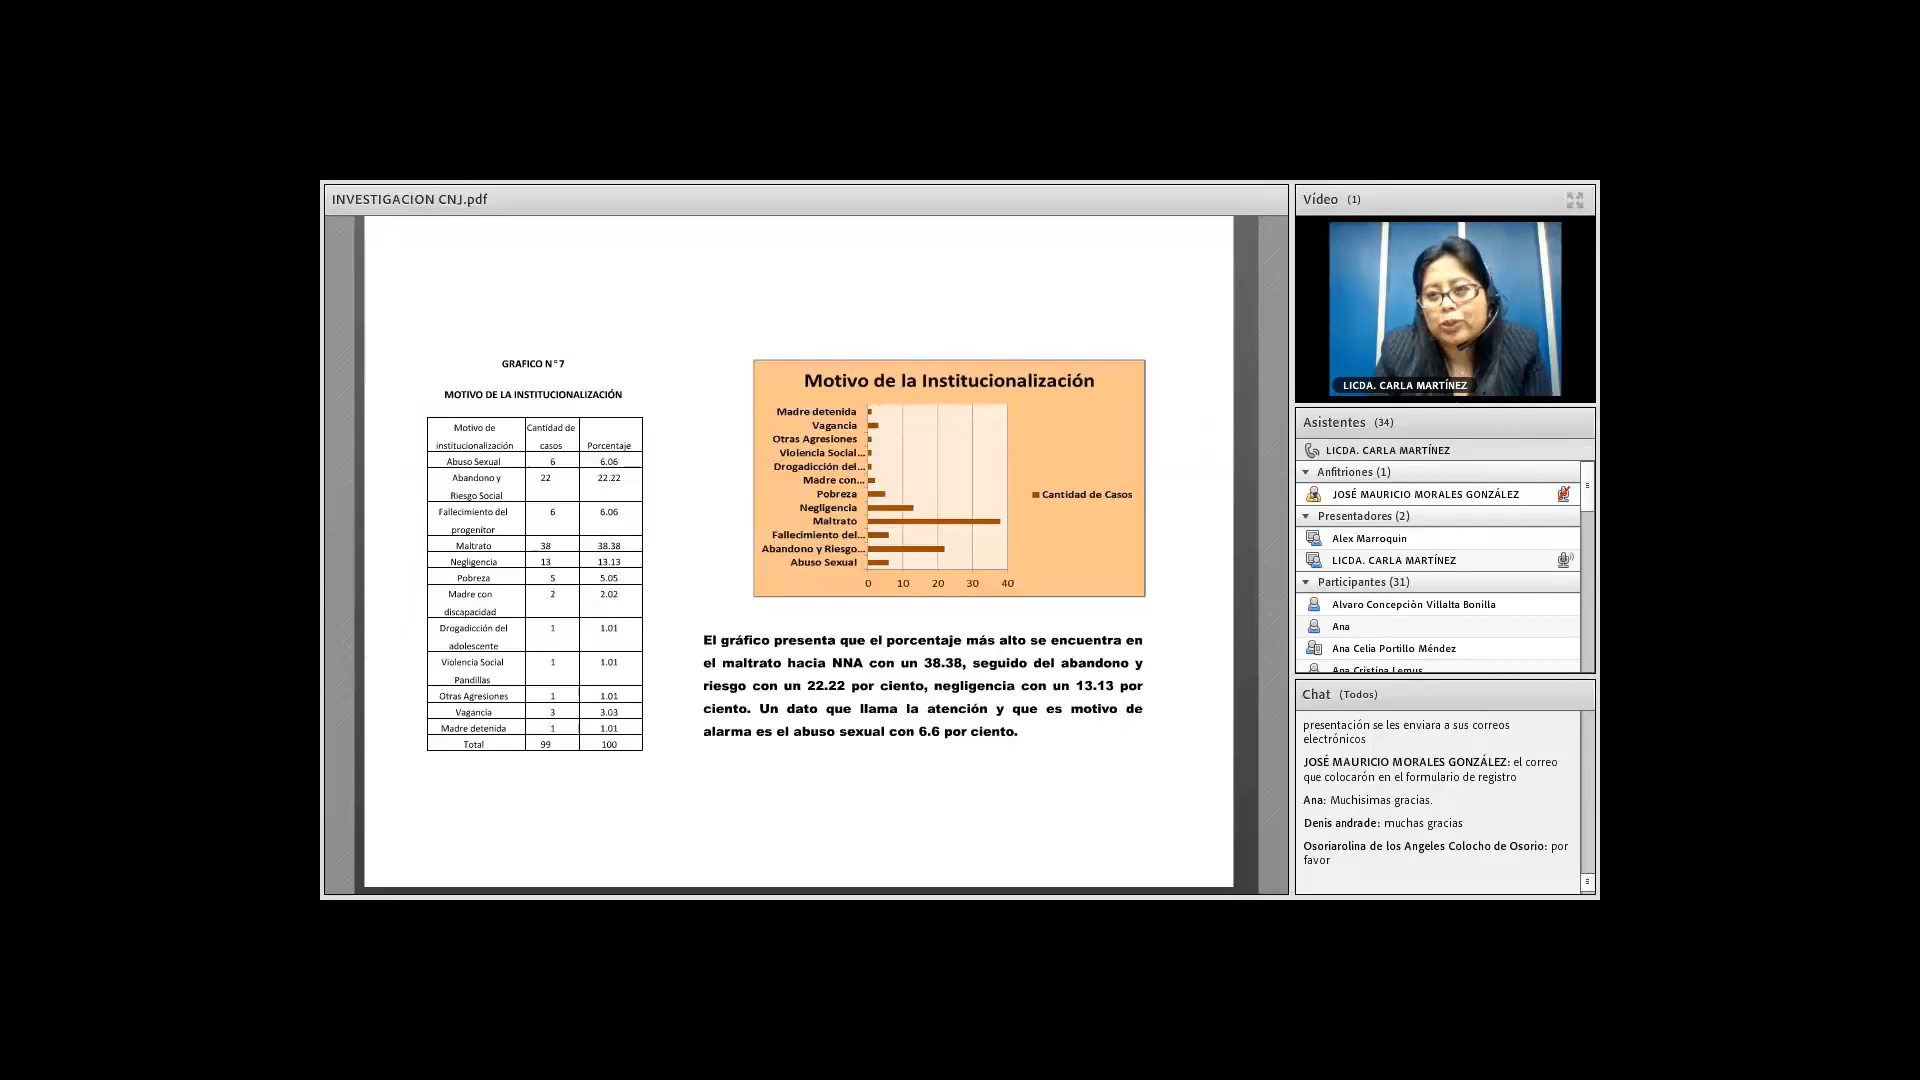 INVESTIGACION CNJ.pdf
GRAFICO N° 7
MOTIVO DE LA INSTITUCIONALIZACIÓN
Motivo de institucionalización Cantidad de casos Porcentaje
Abuso Sexual 6 6.06
Abandono y Riesgo Social 22 22.22
Fallecimiento del progenitor 6 6.06
Maltrato 38 38.38
Negligencia 13 13.13
Pobreza 5 5.05
Madre con discapacidad 2 2.02
Drogadicción del adolescente 1 1.01
Violencia Social Pandillas 1 1.01
Otras Agresiones 1 1.01
Vagancia 3 3.03
Madre detenida 1 1.01
Total 99 100
Motivo de la Institucionalización
Madre detenida
Vagancia
Otras Agresiones
Violencia Social...
Drogadicción del...
Madre con...
Pobreza
Negligencia
Maltrato
Fallecimiento del...
Abandono y Riesgo...
Abuso Sexual
0 10 20 30 40
Cantidad de Casos
El gráfico presenta que el porcentaje más alto se encuentra en
el maltrato hacia NNA con un 38.38, seguido del abandono y
riesgo con un 22.22 por ciento, negligencia con un 13.13 por
ciento. Un dato que llama la atención y que es motivo de
alarma es el abuso sexual con 6.6 por ciento.
Vídeo (1)
LICDA. CARLA MARTÍNEZ
Asistentes (34)
LICDA. CARLA MARTÍNEZ
Anfitriones (1)
JOSÉ MAURICIO MORALES GONZÁLEZ
Presentadores (2)
Alex Marroquin
LICDA. CARLA MARTÍNEZ
Participantes (31)
Alvaro Concepciòn Villalta Bonilla
Ana
Ana Celia Portillo Méndez
Ana Cristina Lemus
Chat (Todos)
presentación se les enviara a sus correos
electrónicos
JOSÉ MAURICIO MORALES GONZÁLEZ: el correo
que colocarón en el formulario de registro
Ana: Muchisimas gracias.
Denis andrade: muchas gracias
Osoriarolina de los Angeles Colocho de Osorio: por
favor